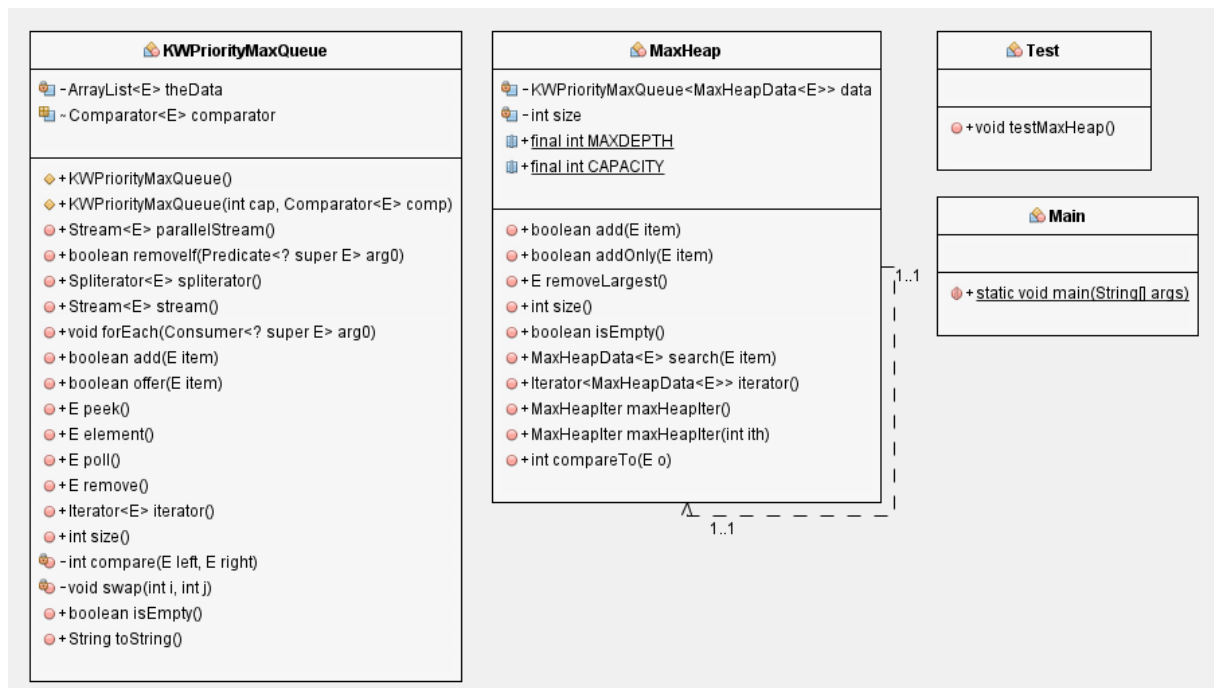 KWPriorityMaxQueue
-ArrayList<E> theData
~Comparator<E> comparator
+KWPriorityMaxQueue()
+KWPriorityMaxQueue(int cap, Comparator<E> comp)
+Stream<E> parallelStream()
+boolean removeIf(Predicate<? super E> arg0)
+Spliterator<E> spliterator()
+Stream<E> stream()
+void forEach(Consumer<? super E> arg0)
+boolean add(E item)
+boolean offer(E item)
+E peek()
+E element()
+E poll()
+E remove()
+Iterator<E> iterator()
+int size()
-int compare(E left, E right)
-void swap(int i, int j)
+boolean isEmpty()
+String toString()
MaxHeap
-KWPriorityMaxQueue<MaxHeapData<E>> data
-int size
+final int MAXDEPTH
+final int CAPACITY
+boolean add(E item)
+boolean addOnly(E item)
+E removeLargest()
+int size()
+boolean isEmpty()
+MaxHeapData<E> search(E item)
+Iterator<MaxHeapData<E>> iterator()
+MaxHeapIter maxHeapIter()
+MaxHeapIter maxHeapIter(int ith)
+int compareTo(E o)
1..1
1..1
Test
+void testMaxHeap()
Main
+static void main(String[] args)